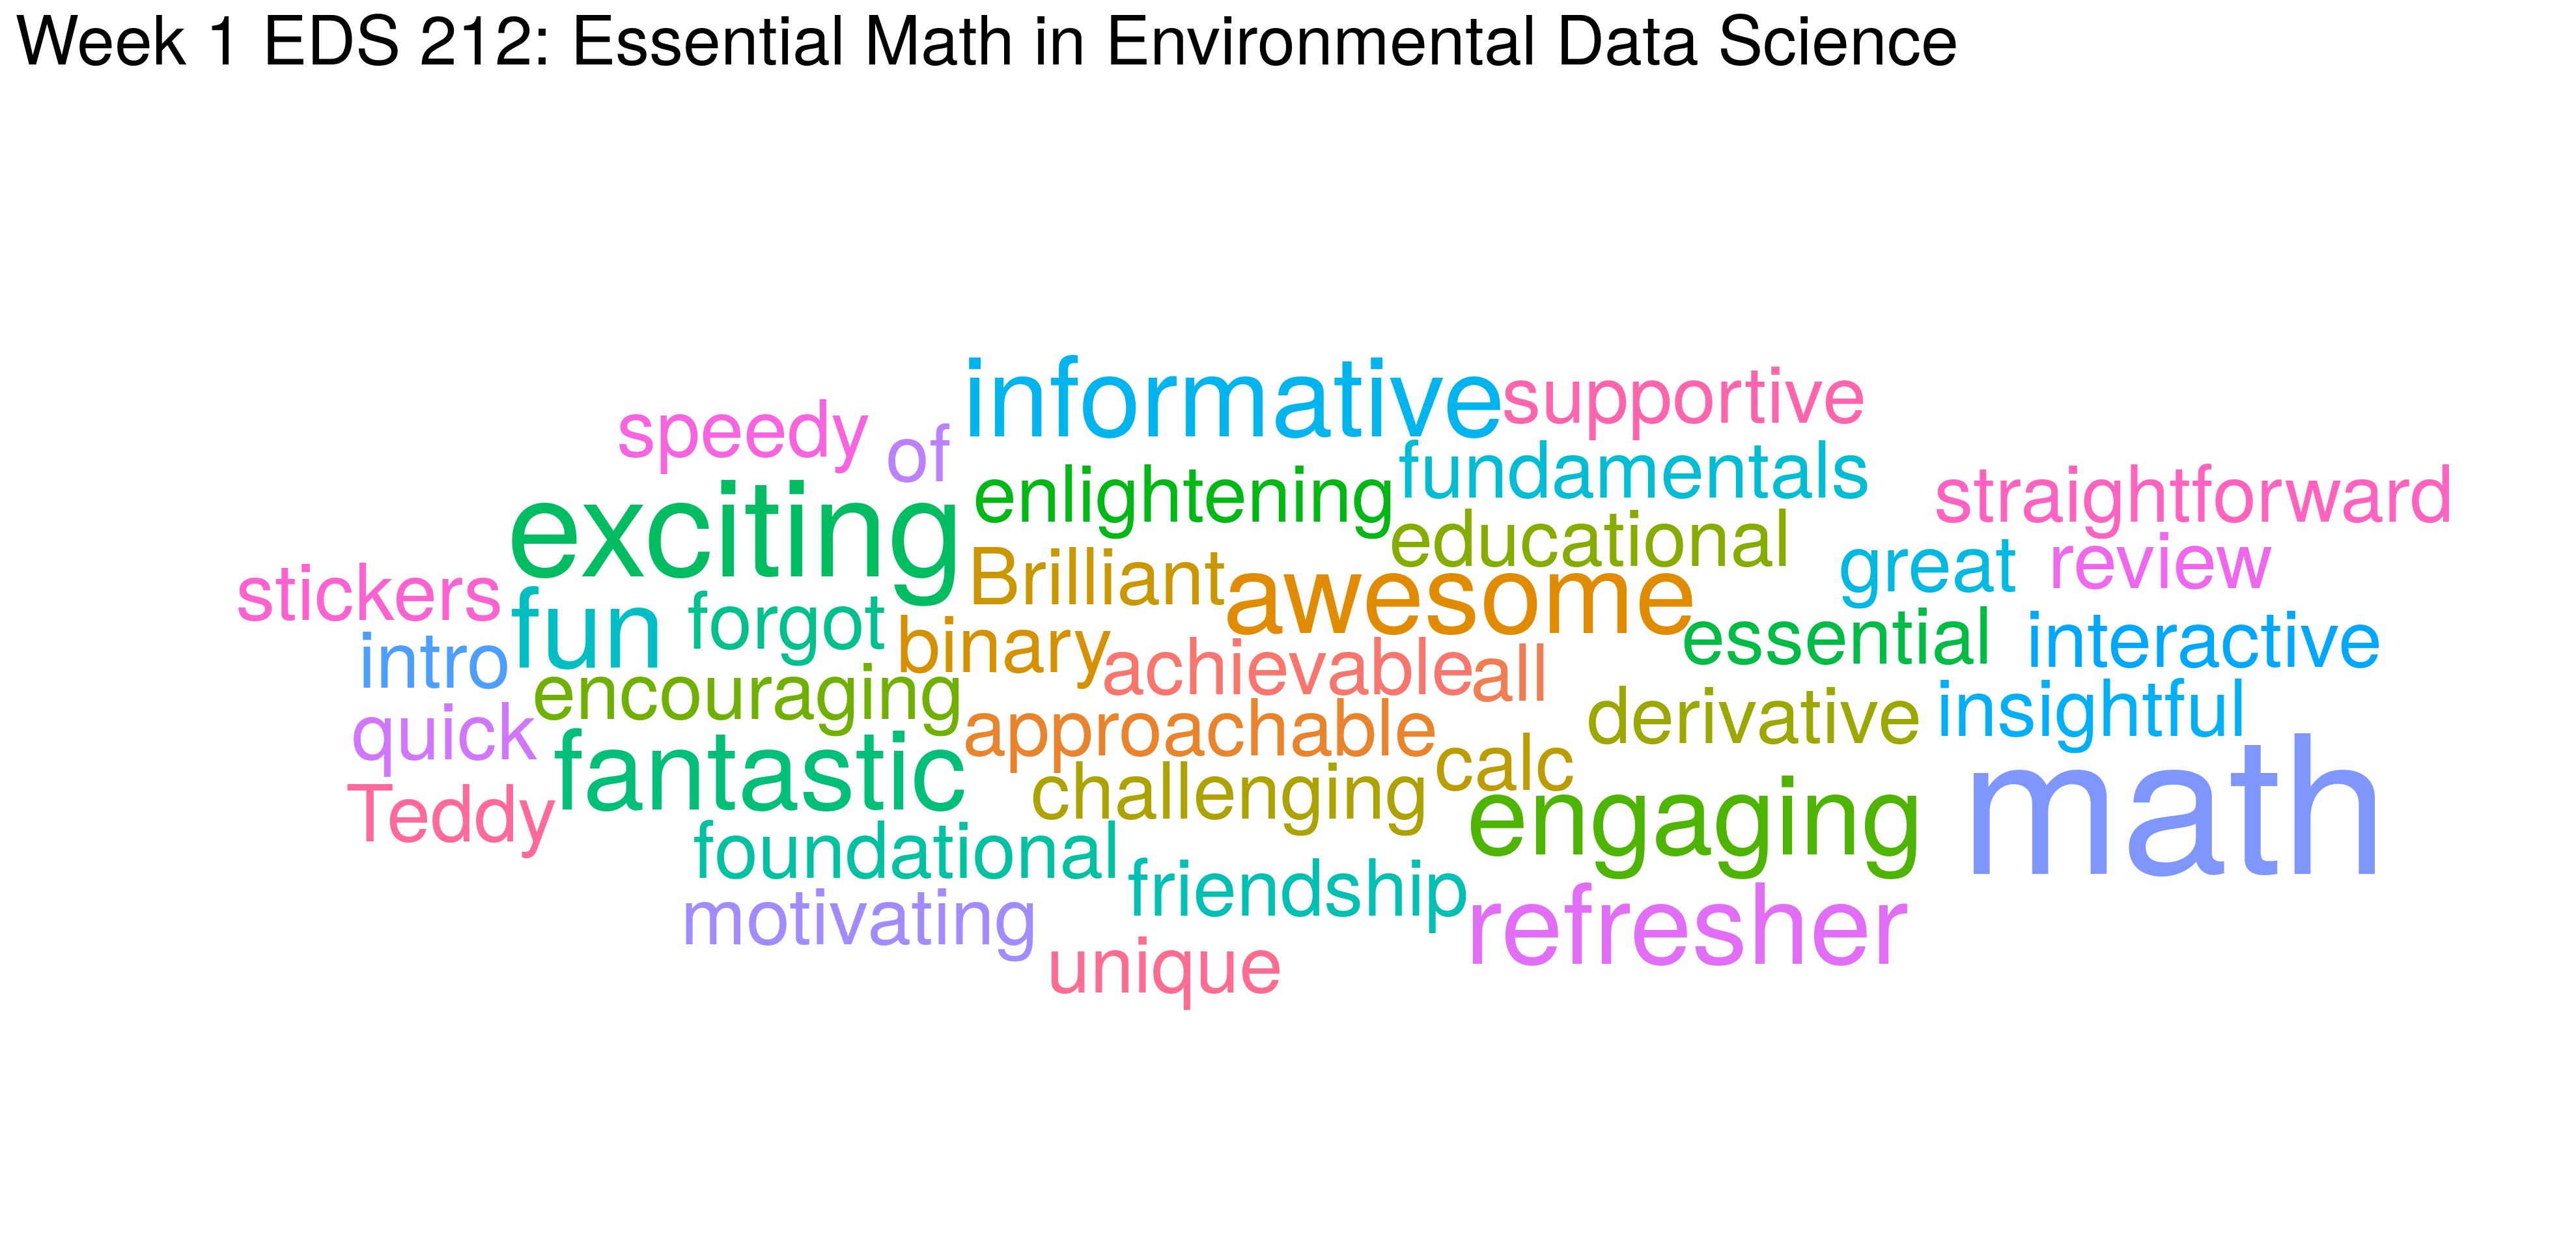 Week 1 EDS 212: Essential Math in Environmental Data Science
informative supportive
speedy of
fundamentals
exciting enlightening straightforward
educational
stickers Brilliant awesome great review
fun forgot
intro binary essential interactive
achievable all
encouraging
quick approachable derivative insightful
fantastic calc
Teddy challenging engaging math
foundational
motivating friendship refresher
unique